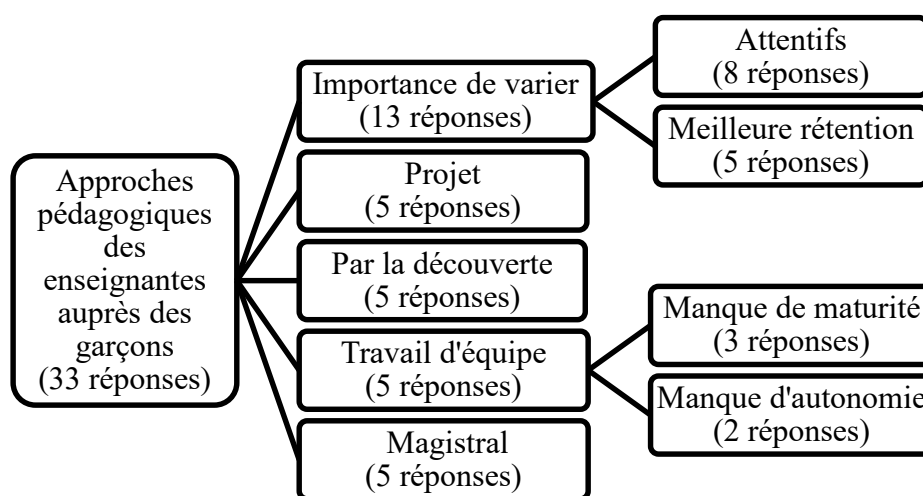 Approches
pédagogiques
des
enseignantes
auprès des
garçons
(33 réponses)
Importance de varier
(13 réponses)
Attentifs
(8 réponses)
Meilleure rétention
(5 réponses)
Projet
(5 réponses)
Par la découverte
(5 réponses)
Travail d'équipe
(5 réponses)
Manque de maturité
(3 réponses)
Manque d'autonomie
(2 réponses)
Magistral
(5 réponses)